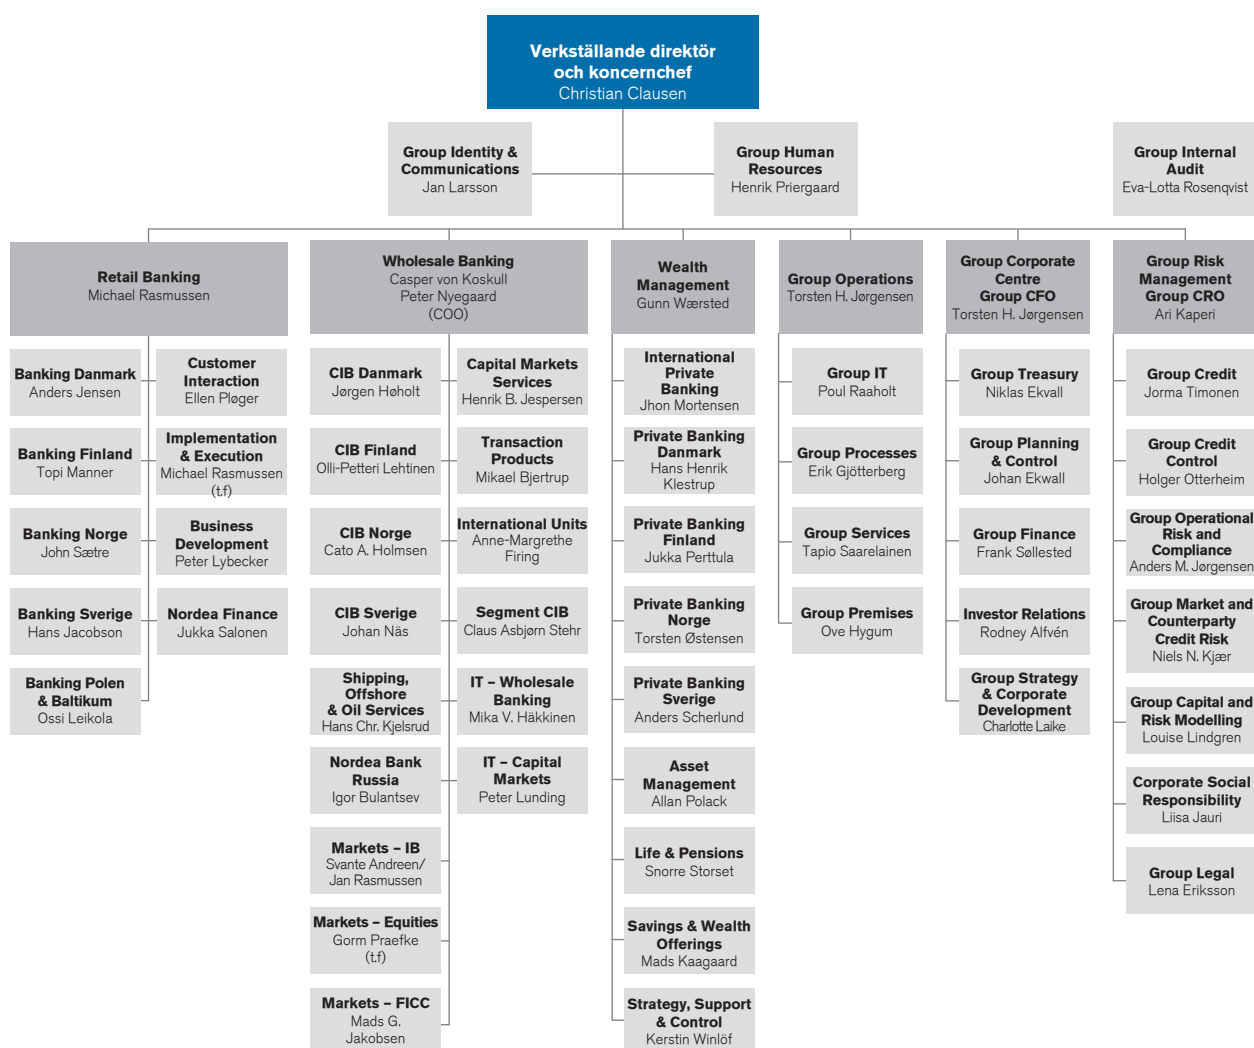 Verkställande direktör
och koncernchef
Christian Clausen
Group Identity &
Communications
Jan Larsson
Group Human
Resources
Henrik Priergaard
Group Internal
Audit
Eva-Lotta Rosenqvist
Retail Banking
Michael Rasmussen
Wholesale Banking
Casper von Koskull
Peter Nyegaard
(COO)
Wealth
Management
Gunn Wærsted
Group Operations
Torsten H. Jørgensen
Group Corporate
Centre
Group CFO
Torsten H. Jørgensen
Group Risk
Management
Group CRO
Ari Kaperi
Banking Danmark
Anders Jensen
Banking Finland
Topi Manner
Banking Norge
John Sætre
Banking Sverige
Hans Jacobson
Banking Polen
& Baltikum
Ossi Leikola
Customer
Interaction
Ellen Pløger
Implementation
& Execution
Michael Rasmussen
(t.f)
Business
Development
Peter Lybecker
Nordea Finance
Jukka Salonen
CIB Danmark
Jørgen Høholt
CIB Finland
Olli-Petteri Lehtinen
CIB Norge
Cato A. Holmsen
CIB Sverige
Johan Näs
Shipping,
Offshore
& Oil Services
Hans Chr. Kjelsrud
Nordea Bank
Russia
Igor Bulantsev
Markets – IB
Svante Andreen/
Jan Rasmussen
Markets – Equities
Gorm Praefke
(t.f)
Markets – FICC
Mads G.
Jakobsen
Capital Markets
Services
Henrik B. Jespersen
Transaction
Products
Mikael Bjertrup
International Units
Anne-Margrethe
Firing
Segment CIB
Claus Asbjørn Stehr
IT – Wholesale
Banking
Mika V. Häkkinen
IT – Capital
Markets
Peter Lunding
International
Private
Banking
Jhon Mortensen
Private Banking
Danmark
Hans Henrik
Klestrup
Private Banking
Finland
Jukka Perttula
Private Banking
Norge
Torsten Østensen
Private Banking
Sverige
Anders Scherlund
Asset
Management
Allan Polack
Life & Pensions
Snorre Storset
Savings & Wealth
Offerings
Mads Kaagaard
Strategy, Support
& Control
Kerstin Winlöf
Group IT
Poul Raaholt
Group Processes
Erik Gjötterberg
Group Services
Tapio Saarelainen
Group Premises
Ove Hygum
Group Treasury
Niklas Ekvall
Group Planning
& Control
Johan Ekwall
Group Finance
Frank Søllested
Investor Relations
Rodney Alfvén
Group Strategy
& Corporate
Development
Charlotte Laike
Group Credit
Jorma Timonen
Group Credit
Control
Holger Otterheim
Group Operational
Risk and
Compliance
Anders M. Jørgensen
Group Market and
Counterparty
Credit Risk
Niels N. Kjær
Group Capital and
Risk Modelling
Louise Lindgren
Corporate Social
Responsibility
Liisa Jauri
Group Legal
Lena Eriksson